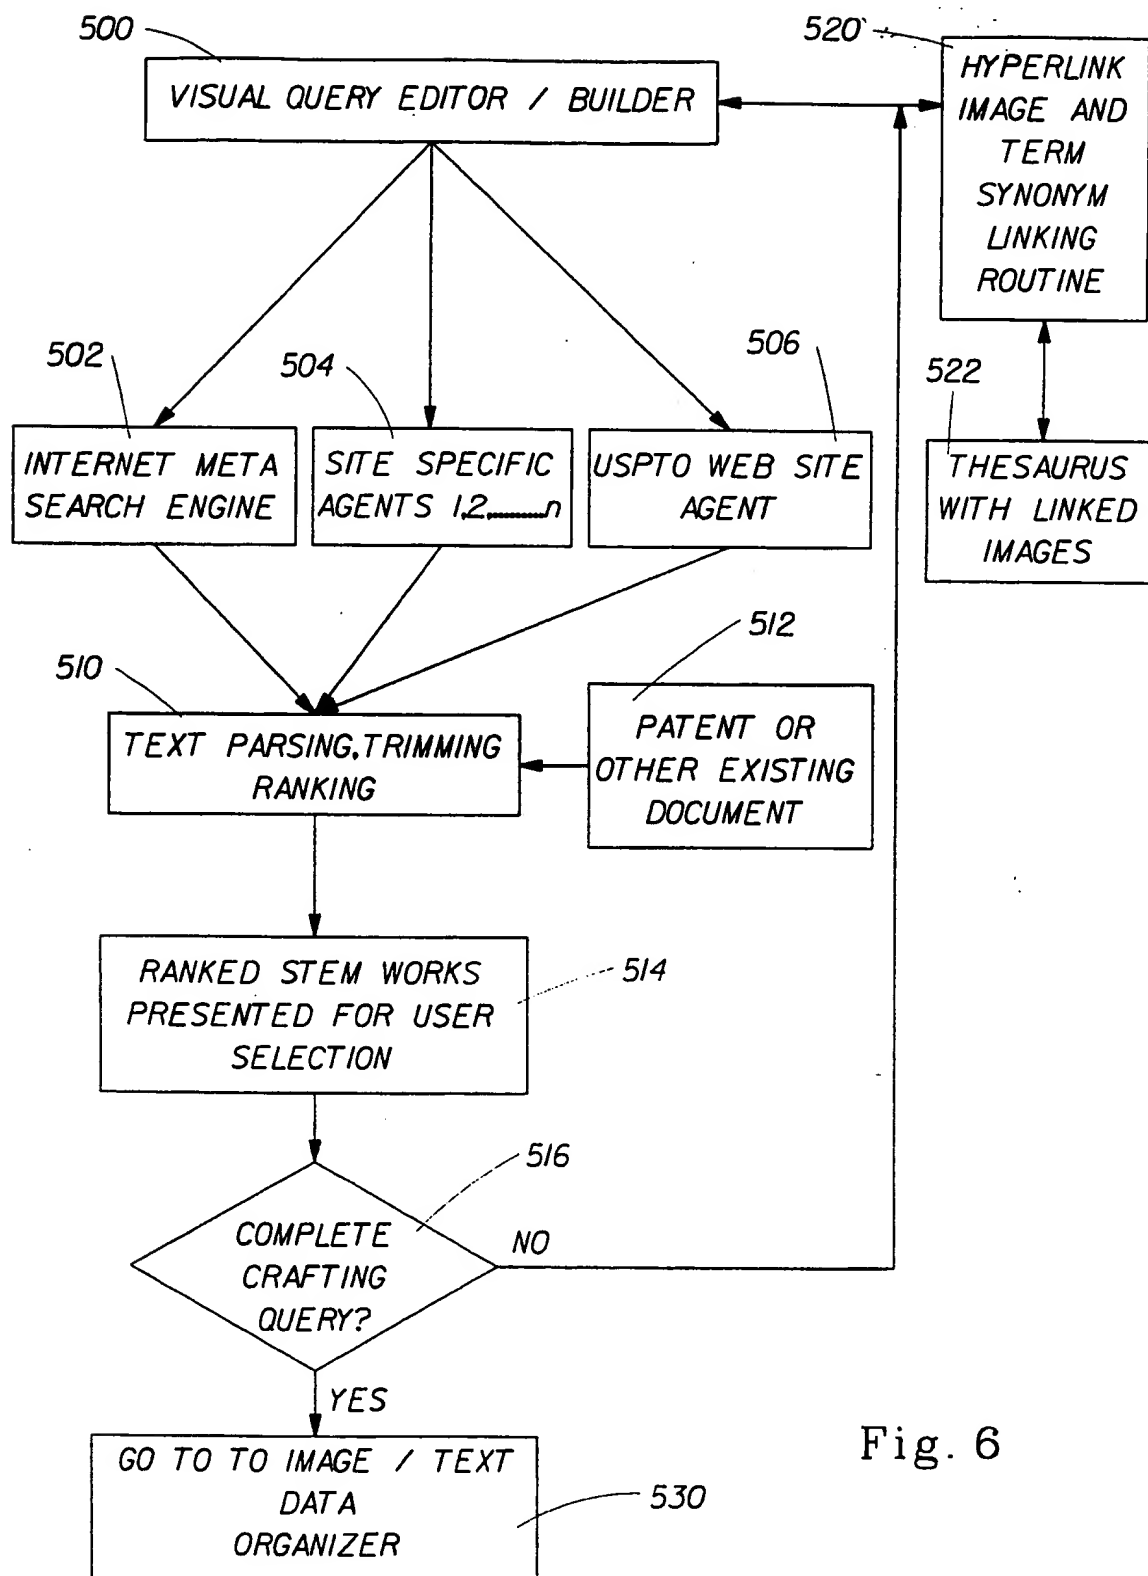 500
VISUAL QUERY EDITOR / BUILDER
520
HYPERLINK
IMAGE AND
TERM
SYNONYM
LINKING
ROUTINE
502
504
506
522
INTERNET META
SEARCH ENGINE
SITE SPECIFIC
AGENTS 1,2,..........n
USPTO WEB SITE
AGENT
THESAURUS
WITH LINKED
IMAGES
510
512
TEXT PARSING, TRIMMING
RANKING
PATENT OR
OTHER EXISTING
DOCUMENT
RANKED STEM WORKS
PRESENTED FOR USER
SELECTION
514
516
COMPLETE
CRAFTING
QUERY?
NO
YES
GO TO TO IMAGE / TEXT
DATA
ORGANIZER
530
Fig. 6